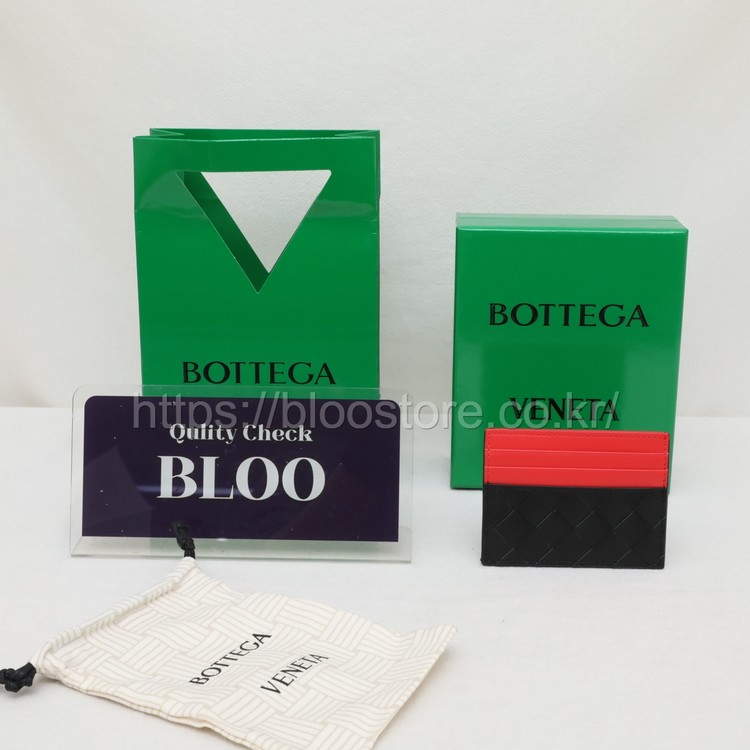 BOTTEGA
BOTTEGA
VENETA
https://bloostore.co.kr/
Qulity Check
BLOO
BOTTEGA
VENETA